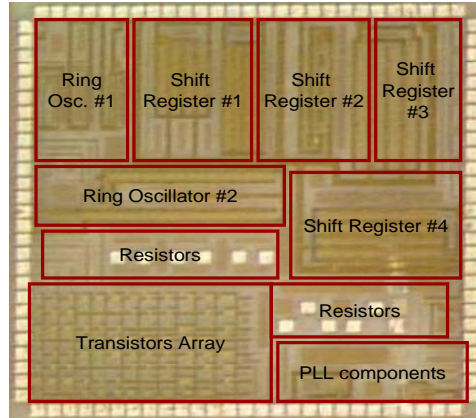 Ring
Osc. #1
Shift
Register #1
Shift
Register #2
Shift
Register
#3
Ring Oscillator #2
Shift Register #4
Resistors
Resistors
Transistors Array
PLL components